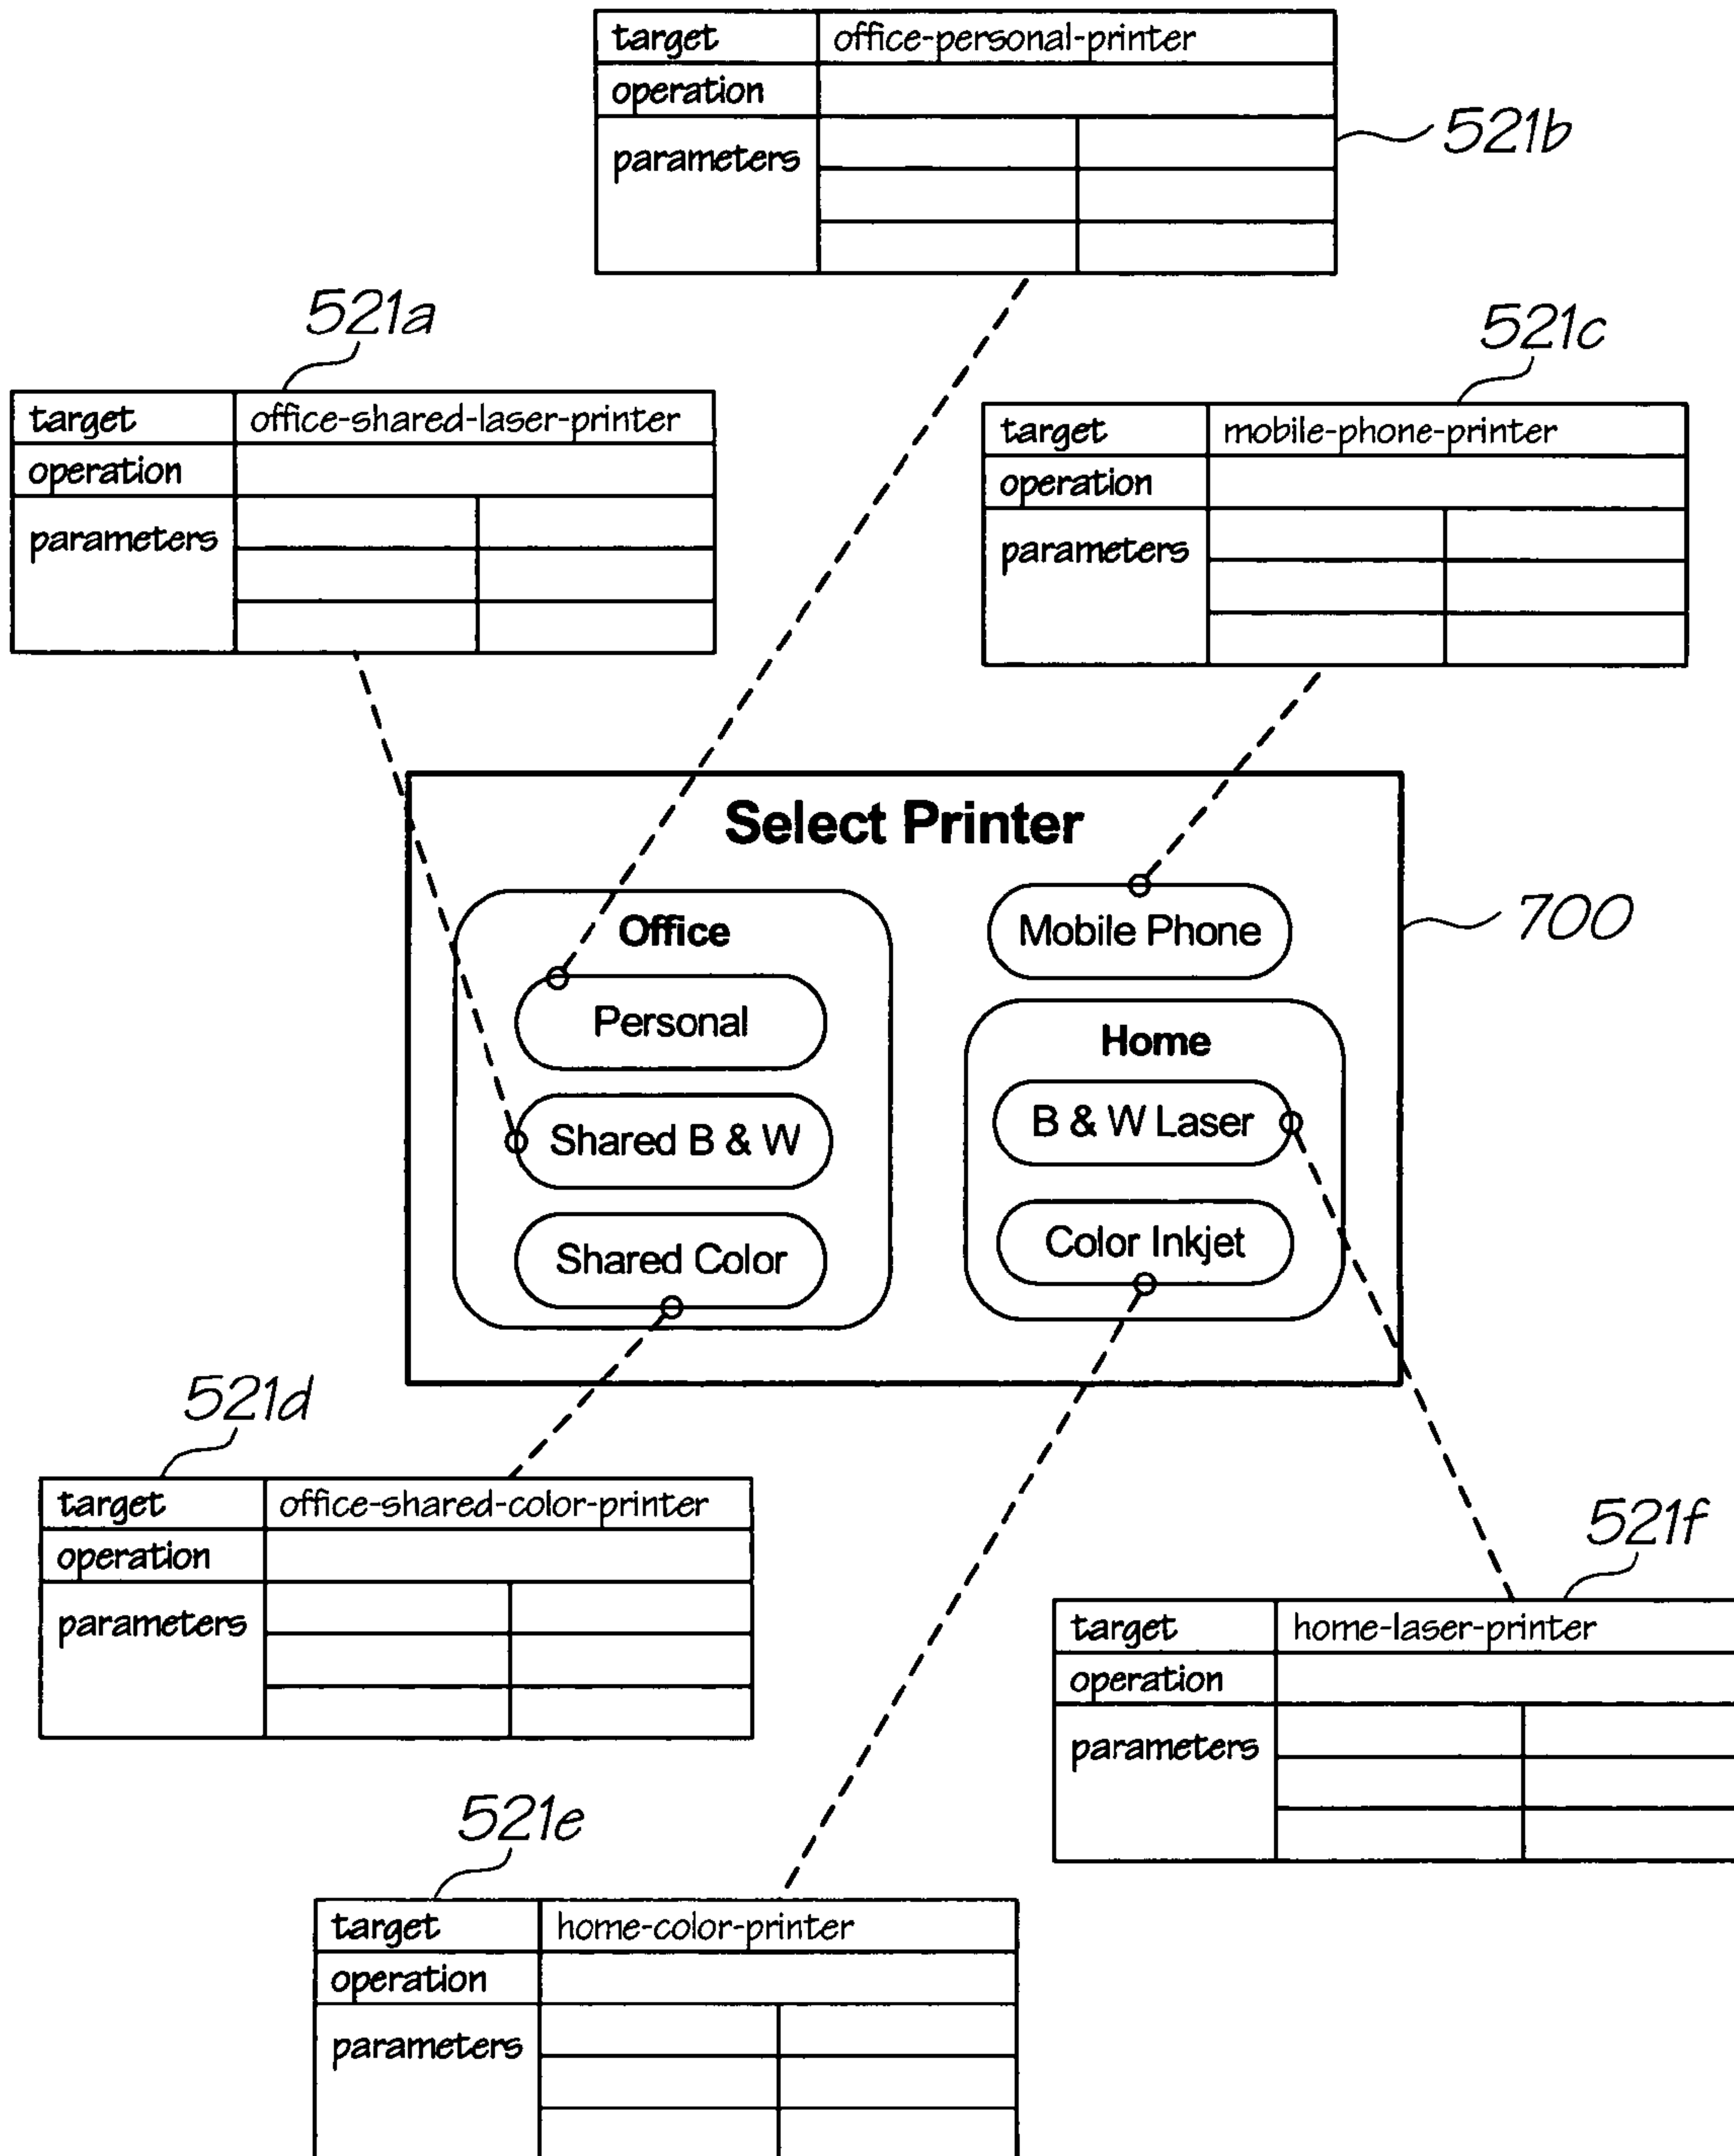 target office-personal-printer
operation
parameters
521b
521a
target office-shared-laser-printer
operation
parameters
521c
target mobile-phone-printer
operation
parameters
Select Printer
Office
Personal
Shared B & W
Shared Color
Mobile Phone
Home
B & W Laser
Color Inkjet
700
521d
target office-shared-color-printer
operation
parameters
521f
target home-laser-printer
operation
parameters
521e
target home-color-printer
operation
parameters